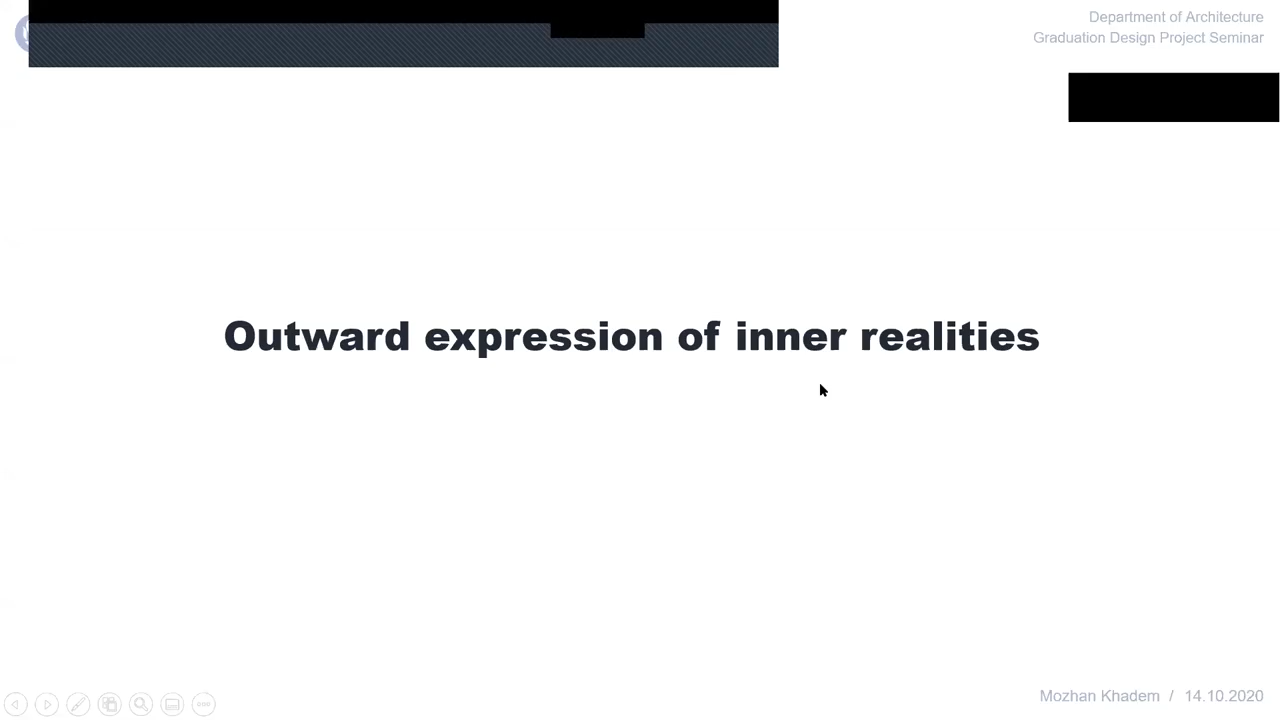 Department of Architecture
Graduation Design Project Seminar
Outward expression of inner realities
Mozhan Khadem / 14.10.2020